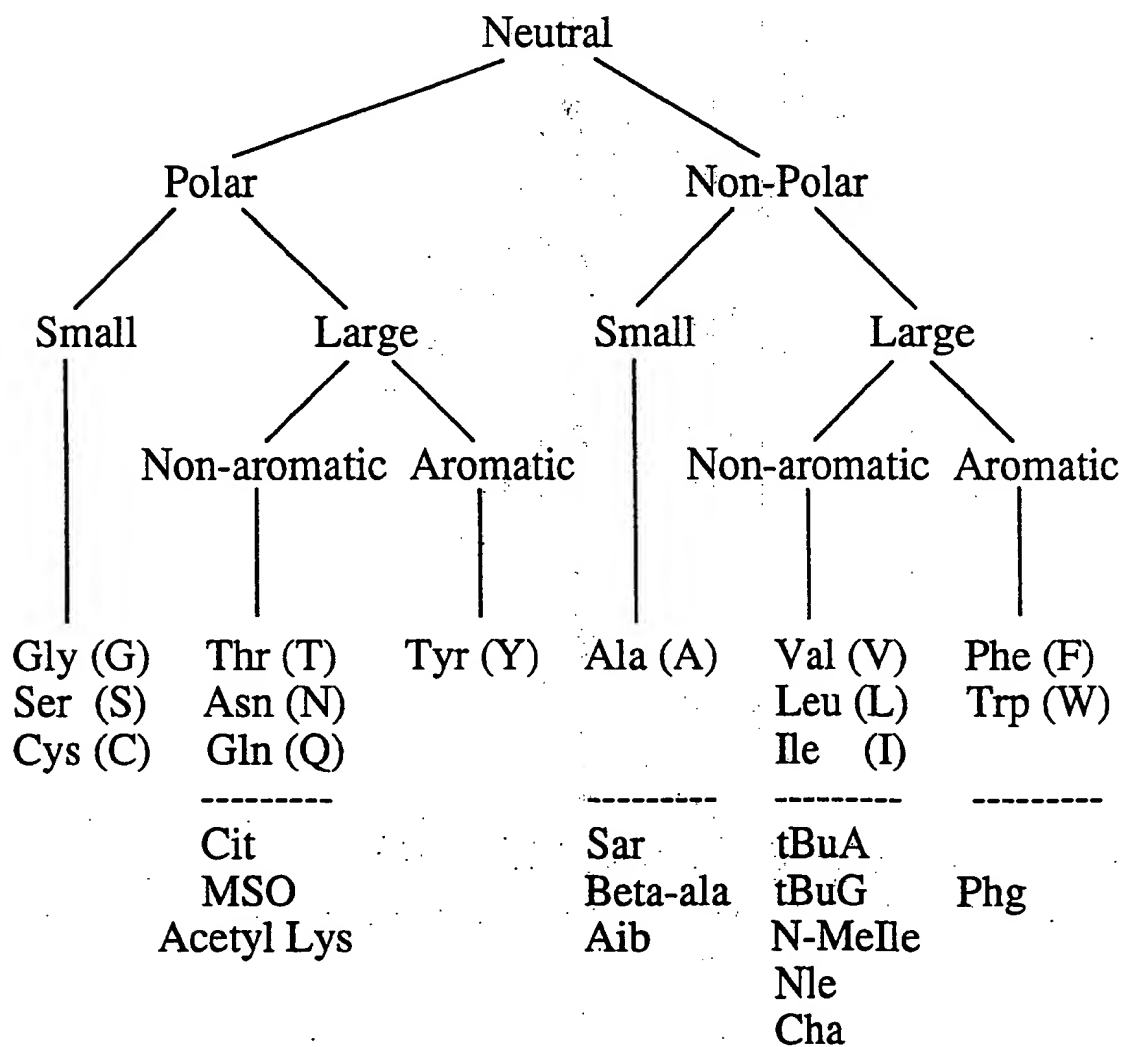 Neutral
Polar Non-Polar
Small Large Small Large
Non-aromatic Aromatic Non-aromatic Aromatic
Gly (G) Thr (T) Tyr (Y) Ala (A) Val (V) Phe (F)
Ser (S) Asn (N) Leu (L) Trp (W)
Cys (C) Gln (Q) Ile (I)
--------- --------- --------- ---------
Cit Sar tBuA
MSO Beta-ala tBuG Phg
Acetyl Lys Aib N-MeIle
Nle
Cha